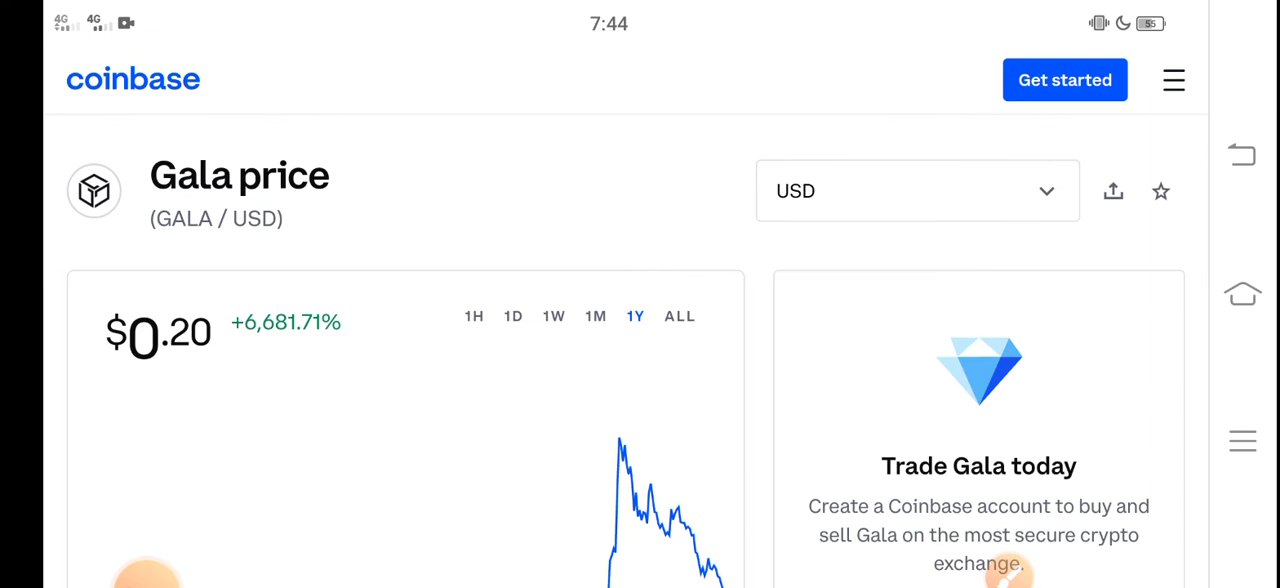 4G 4G 7:44 55
coinbase Get started
Gala price
(GALA / USD)
USD
$0.20 +6,681.71% 1H 1D 1W 1M 1Y ALL
Trade Gala today
Create a Coinbase account to buy and
sell Gala on the most secure crypto
exchange.